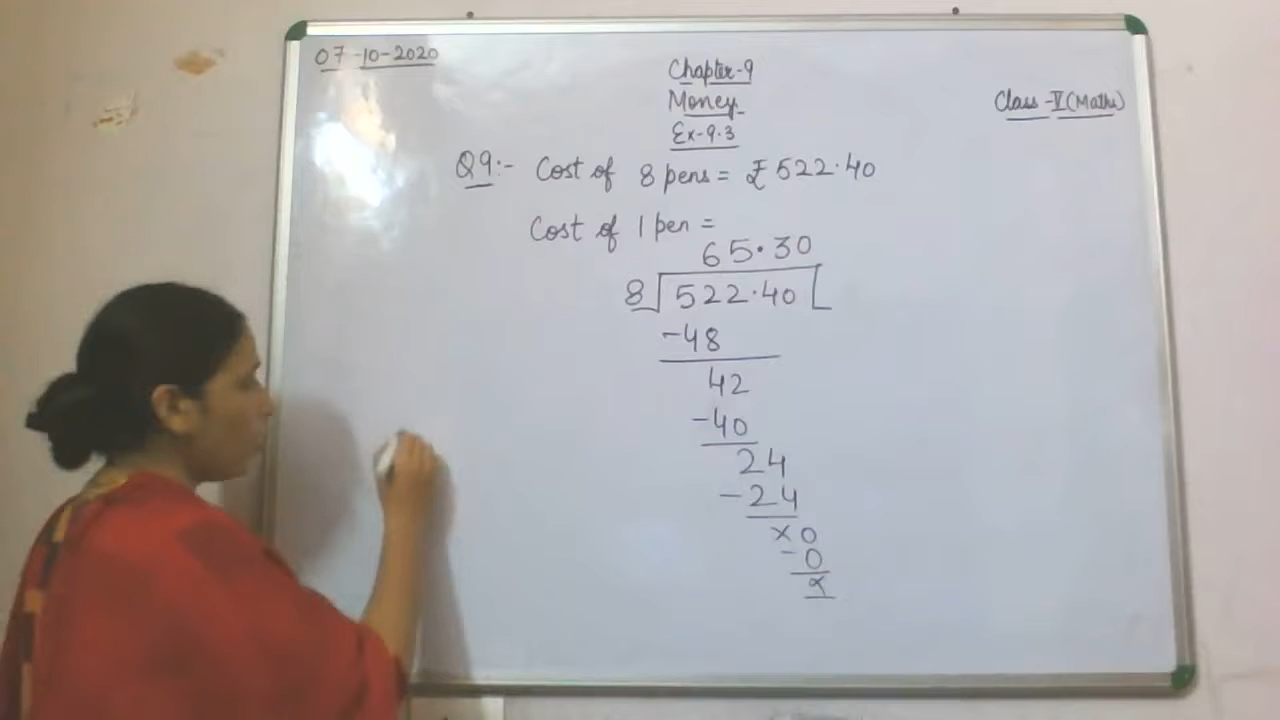 07-10-2020
Chapter-9
Money
Class-V(Maths)
Ex-9.3
Q9:- Cost of 8 pens = ₹ 522.40
Cost of 1 pen =
65.30
8 522.40
-48
42
-40
24
-24
×0
-0
×